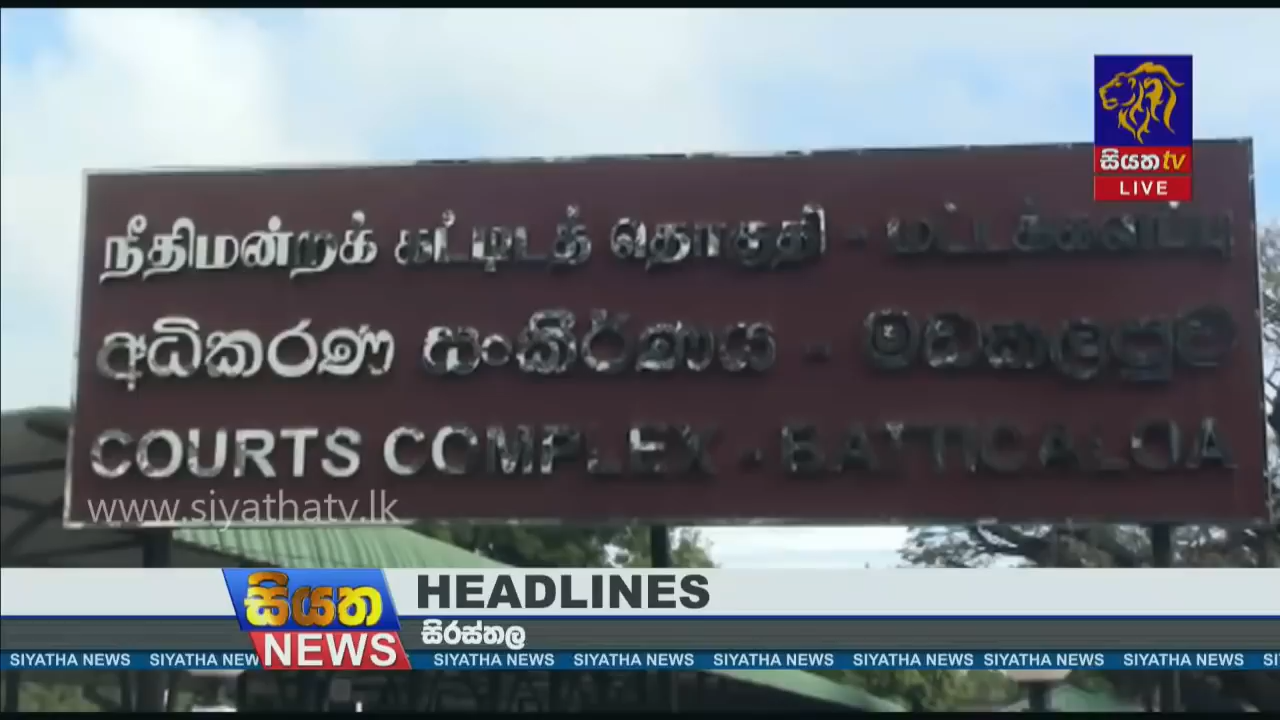 සියත tv
LIVE
நீதிமன்றக் கட்டிடத் தொகுதி - மட்டக்களப்பு
අධිකරණ සංකීර්ණය - මඩකලපුව
COURTS COMPLEX - BATTICALOA
www.siyathatv.lk
සියත
NEWS
HEADLINES
සිරස්තල
SIYATHA NEWS SIYATHA NEWS SIYATHA NEWS SIYATHA NEWS SIYATHA NEWS SIYATHA NEWS SIYATHA NEWS SIYATHA NEWS SI